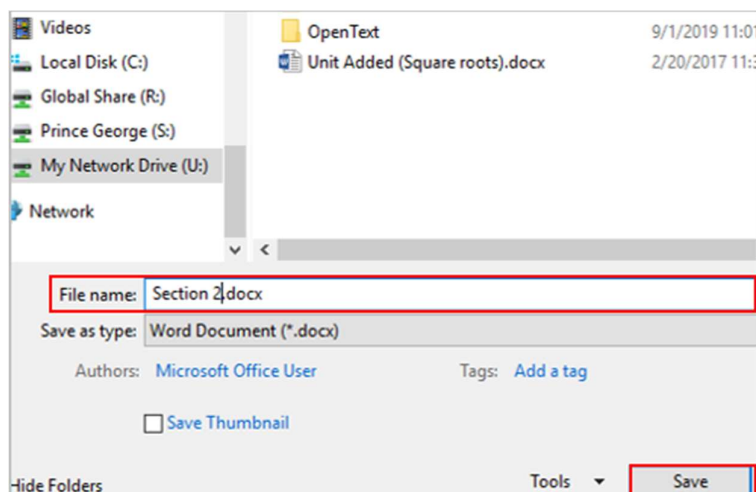 Videos
Local Disk (C:)
Global Share (R:)
Prince George (S:)
My Network Drive (U:)
Network
OpenText 9/1/2019 11:01
Unit Added (Square roots).docx 2/20/2017 11:3
File name: Section 2.docx
Save as type: Word Document (*.docx)
Authors: Microsoft Office User Tags: Add a tag
Save Thumbnail
Hide Folders Tools Save